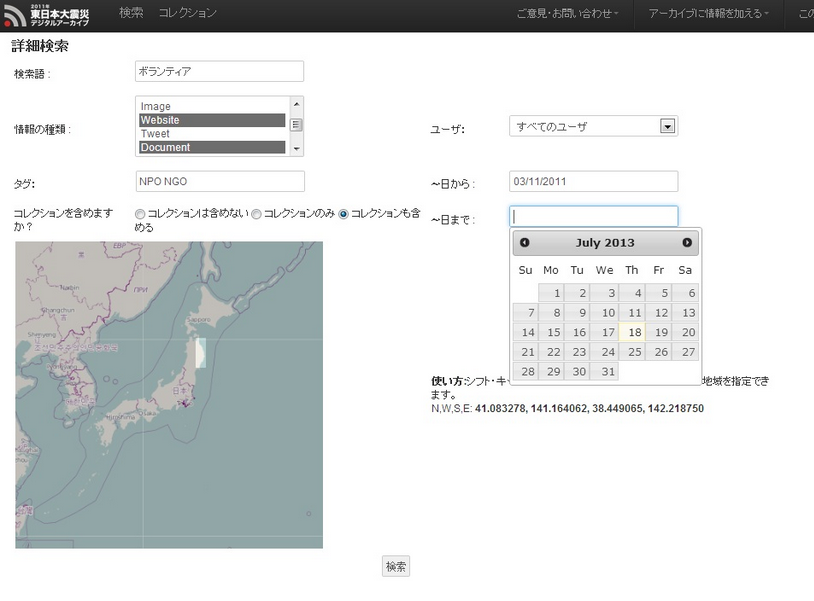 2011年
東日本大震災
デジタルアーカイブ
検索 コレクション ご意見・お問い合わせ アーカイブに情報を加える
詳細検索
検索語 : ボランティア
Image
Website
Tweet
Document
情報の種類 :
ユーザ: すべてのユーザ
タグ: NPO NGO
～日から : 03/11/2011
コレクションを含めます
か？
コレクションは含めない コレクションのみ コレクションも含
める
～日まで :
July 2013
Su Mo Tu We Th Fr Sa
1 2 3 4 5 6
7 8 9 10 11 12 13
14 15 16 17 18 19 20
21 22 23 24 25 26 27
28 29 30 31
使い方:シフト・キ
地域を指定でき
ます。
N,W,S,E: 41.083278, 141.164062, 38.449065, 142.218750
Harbin
Changchun
Shenyang
Sapporo
日本
Hiroshima
Osaka
検索